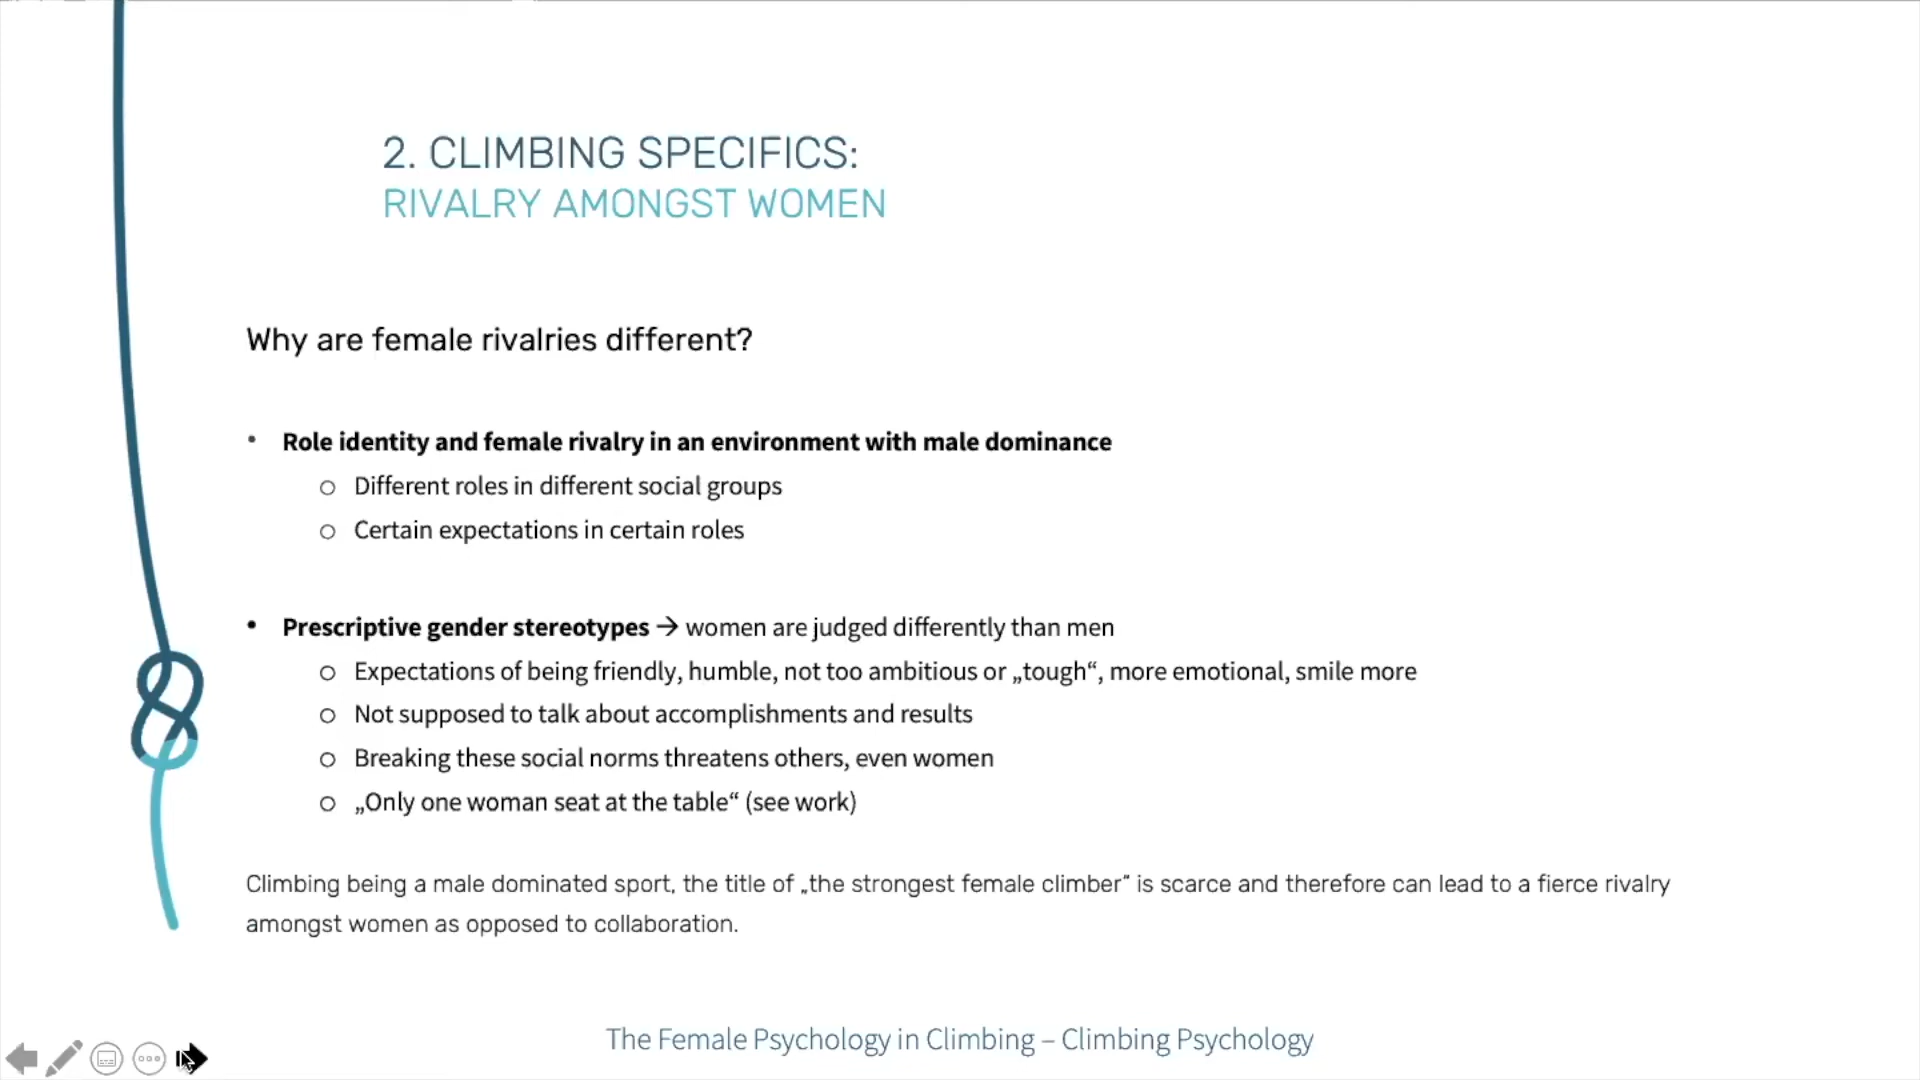 2. CLIMBING SPECIFICS:
RIVALRY AMONGST WOMEN
Why are female rivalries different?
• Role identity and female rivalry in an environment with male dominance
○ Different roles in different social groups
○ Certain expectations in certain roles
• Prescriptive gender stereotypes → women are judged differently than men
○ Expectations of being friendly, humble, not too ambitious or „tough“, more emotional, smile more
○ Not supposed to talk about accomplishments and results
○ Breaking these social norms threatens others, even women
○ „Only one woman seat at the table“ (see work)
Climbing being a male dominated sport, the title of „the strongest female climber“ is scarce and therefore can lead to a fierce rivalry
amongst women as opposed to collaboration.
The Female Psychology in Climbing – Climbing Psychology